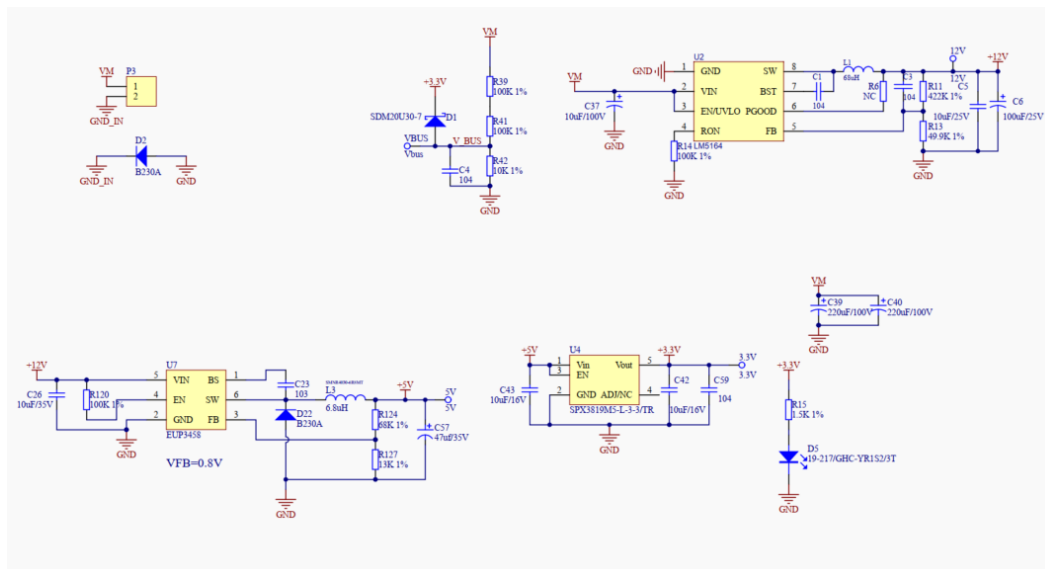 VM
P3
1
2
GND_IN
D2
B230A
GND_IN
GND
VM
R39
100K 1%
+3.3V
SDM20U30-7
D1
R41
100K 1%
VBUS
Vbus
V_BUS
C4
104
R42
10K 1%
GND
VM
C37
10uF/100V
GND
U2
GND
1
GND
SW
8
2
VIN
BST
7
3
EN/UVLO
PGOOD
6
4
RON
FB
5
LM5164
R14
100K 1%
GND
C1
104
L1
68uH
R6
NC
C3
104
R11
422K 1%
R13
49.9K 1%
GND
12V
12V
+12V
C5
10uF/25V
C6
100uF/25V
VM
C39
220uF/100V
C40
220uF/100V
GND
+12V
C26
10uF/35V
R120
100K 1%
GND
U7
5
VIN
BS
1
4
EN
SW
6
2
GND
FB
3
EUP3458
VFB=0.8V
C23
103
D22
B230A
L3
6.8uH
R124
68K 1%
R127
13K 1%
+5V
5V
5V
C57
47uf/35V
GND
+5V
C43
10uF/16V
U4
1
Vin
Vout
5
3
EN
2
GND
ADJ/NC
4
SPX3819M5-L-3-3/TR
GND
+3.3V
C42
10uF/16V
C59
104
3.3V
3.3V
+3.3V
R15
1.5K 1%
D5
19-217/GHC-YR1S2/3T
GND